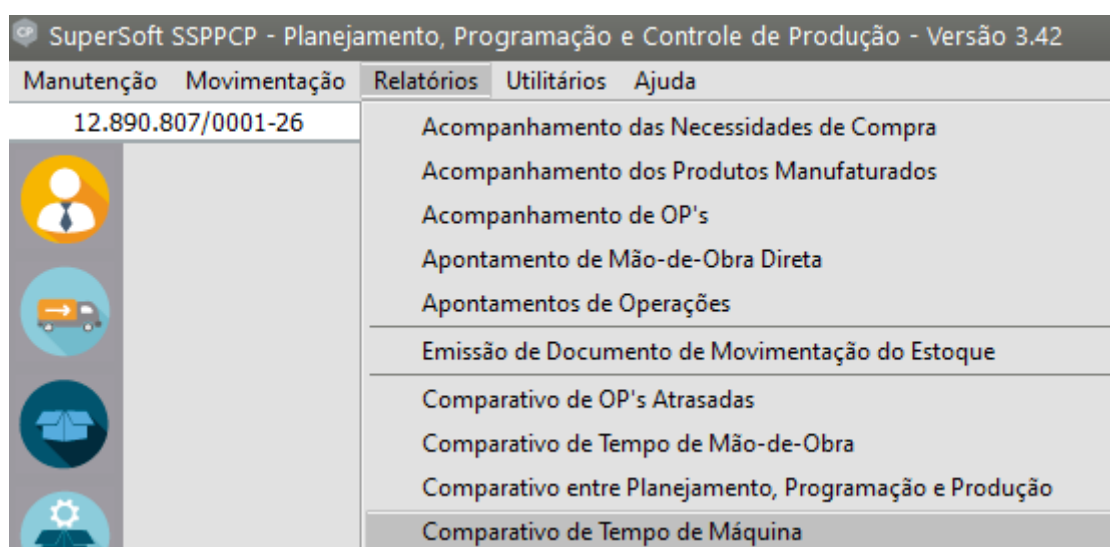 SuperSoft SSPPCP - Planejamento, Programação e Controle de Produção - Versão 3.42
Manutenção Movimentação Relatórios Utilitários Ajuda
12.890.807/0001-26
Acompanhamento das Necessidades de Compra
Acompanhamento dos Produtos Manufaturados
Acompanhamento de OP's
Apontamento de Mão-de-Obra Direta
Apontamentos de Operações
Emissão de Documento de Movimentação do Estoque
Comparativo de OP's Atrasadas
Comparativo de Tempo de Mão-de-Obra
Comparativo entre Planejamento, Programação e Produção
Comparativo de Tempo de Máquina